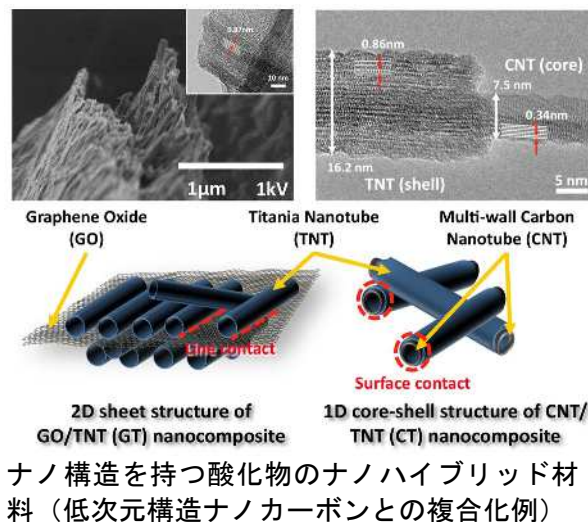 0.87nm
10 nm
1μm 1kV
0.86nm
CNT (core)
7.5 nm
0.34nm
16.2 nm
TNT (shell)
5 nm
Graphene Oxide
(GO)
Titania Nanotube
(TNT)
Multi-wall Carbon
Nanotube (CNT)
Line contact
Surface contact
2D sheet structure of
GO/TNT (GT) nanocomposite
1D core-shell structure of CNT/
TNT (CT) nanocomposite
ナノ構造を持つ酸化物のナノハイブリッド材
料（低次元構造ナノカーボンとの複合化例）